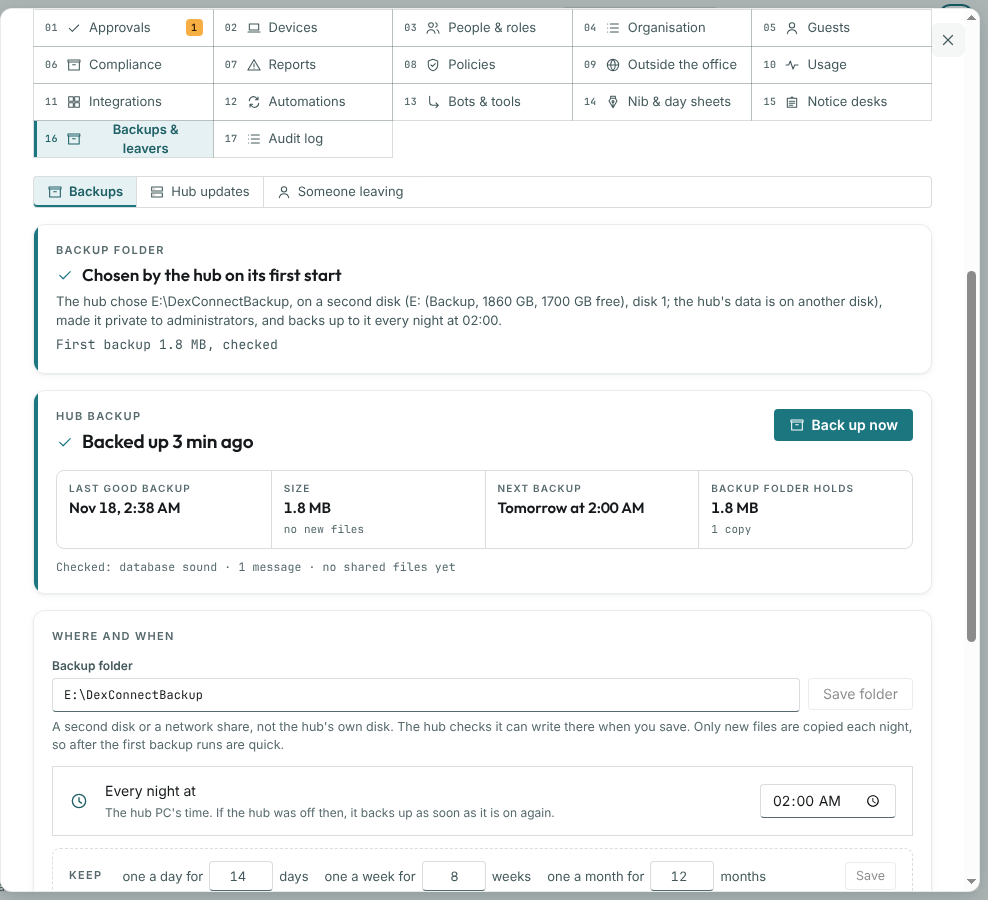 01 Approvals 1 02 Devices 03 People & roles 04 Organisation 05 Guests
06 Compliance 07 Reports 08 Policies 09 Outside the office 10 Usage
11 Integrations 12 Automations 13 Bots & tools 14 Nib & day sheets 15 Notice desks
16 Backups & leavers 17 Audit log
Backups Hub updates Someone leaving
BACKUP FOLDER
Chosen by the hub on its first start
The hub chose E:\DexConnectBackup, on a second disk (E: (Backup, 1860 GB, 1700 GB free), disk 1; the hub's data is on another disk),
made it private to administrators, and backs up to it every night at 02:00.
First backup 1.8 MB, checked
HUB BACKUP
Backed up 3 min ago
Back up now
LAST GOOD BACKUP SIZE NEXT BACKUP BACKUP FOLDER HOLDS
Nov 18, 2:38 AM 1.8 MB Tomorrow at 2:00 AM 1.8 MB
no new files 1 copy
Checked: database sound · 1 message · no shared files yet
WHERE AND WHEN
Backup folder
E:\DexConnectBackup Save folder
A second disk or a network share, not the hub's own disk. The hub checks it can write there when you save. Only new files are copied each night,
so after the first backup runs are quick.
Every night at
The hub PC's time. If the hub was off then, it backs up as soon as it is on again.
02:00 AM
KEEP one a day for 14 days one a week for 8 weeks one a month for 12 months Save